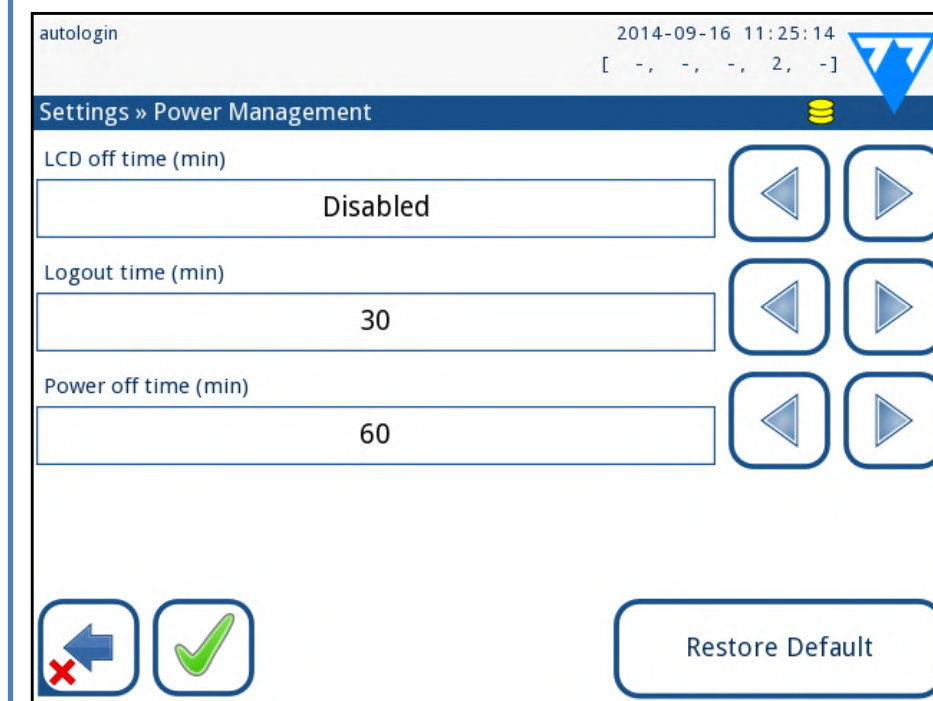 autologin
2014-09-16 11:25:14
[ -, -, -, 2, -]
Settings » Power Management
LCD off time (min)
Disabled
Logout time (min)
30
Power off time (min)
60
Restore Default